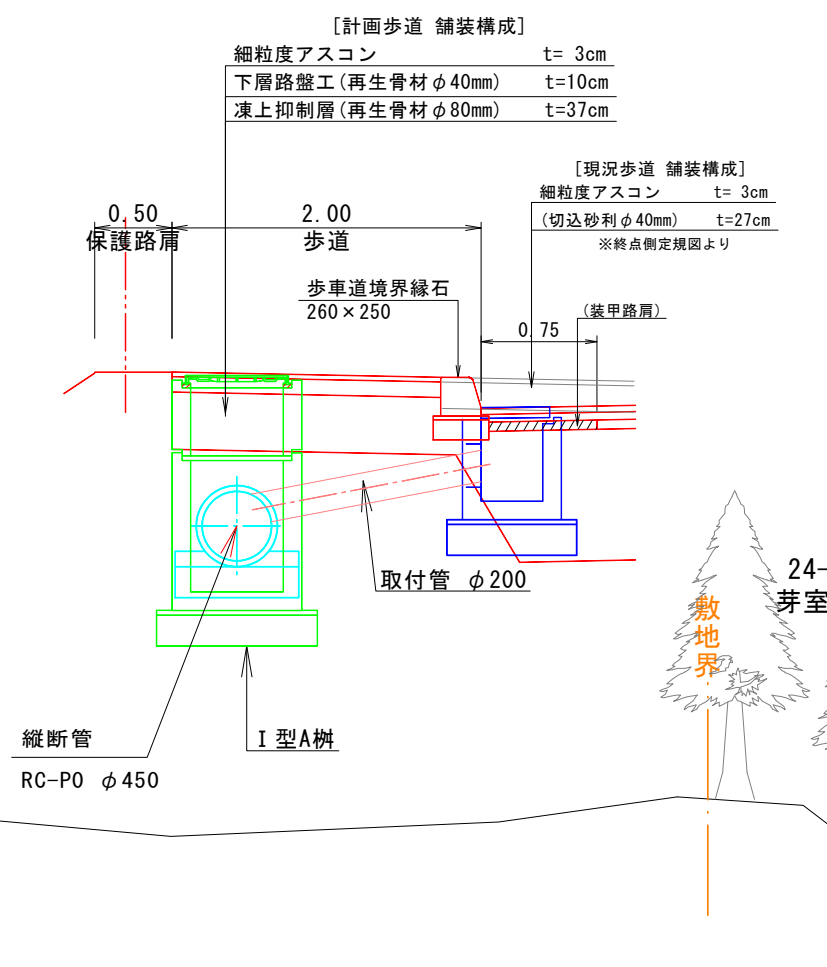 [計画歩道 舗装構成]
細粒度アスコン t= 3cm
下層路盤工(再生骨材φ40mm) t=10cm
凍上抑制層(再生骨材φ80mm) t=37cm
[現況歩道 舗装構成]
細粒度アスコン t= 3cm
(切込砂利φ40mm) t=27cm
※終点側定規図より
0.50
保護路肩
2.00
歩道
歩車道境界縁石
260×250
(装甲路肩)
0.75
取付管 φ200
24-
芽室
敷地界
縦断管
RC-PO φ450
I型A桝